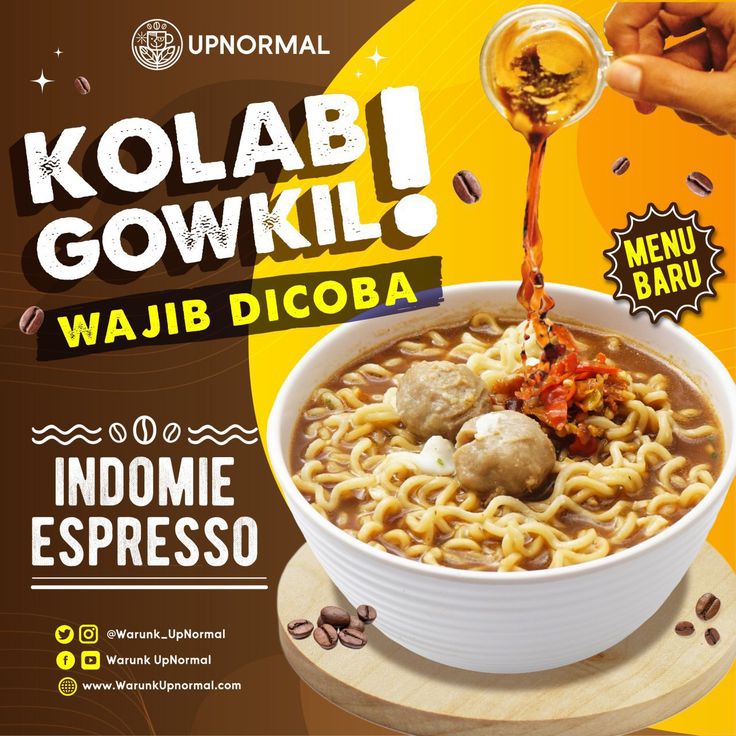 UPNORMAL
KOLAB
GOWKIL!
WAJIB DICOBA
MENU
BARU
INDOMIE
ESPRESSO
@Warunk_UpNormal
Warunk UpNormal
www.WarunkUpnormal.com